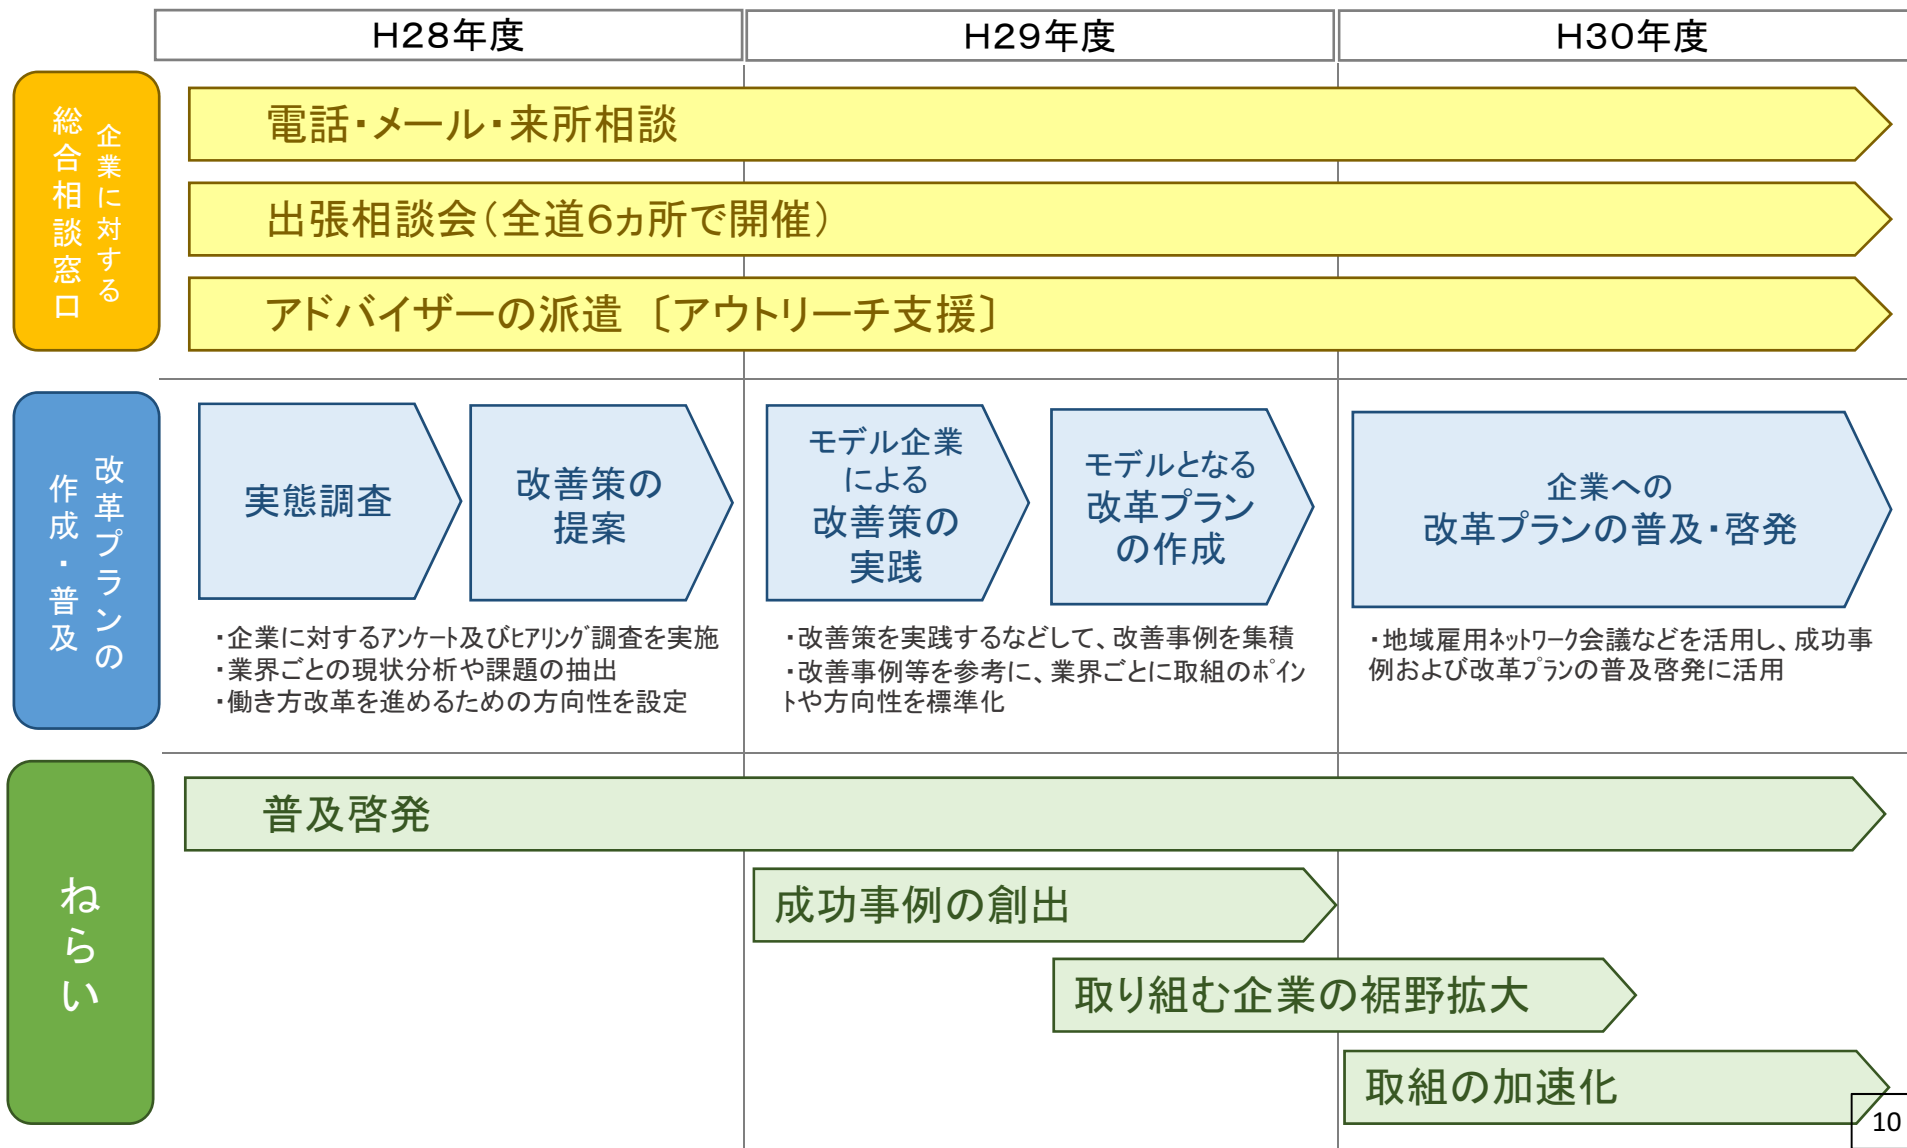 H28年度
H29年度
H30年度
企業に対する
総合相談窓口
電話・メール・来所相談
出張相談会（全道6ヵ所で開催）
アドバイザーの派遣 〔アウトリーチ支援〕
改革プランの
作成・普及
実態調査
改善策の
提案
モデル企業
による
改善策の
実践
モデルとなる
改革プラン
の作成
企業への
改革プランの普及・啓発
・企業に対するｱﾝｹｰﾄ及びﾋｱﾘﾝｸﾞ調査を実施
・業界ごとの現状分析や課題の抽出
・働き方改革を進めるための方向性を設定
・改善策を実践するなどして、改善事例を集積
・改善事例等を参考に、業界ごとに取組のﾎﾟｲﾝ
ﾄや方向性を標準化
・地域雇用ﾈｯﾄﾜｰｸ会議などを活用し、成功事
例および改革ﾌﾟﾗﾝの普及啓発に活用
ねらい
普及啓発
成功事例の創出
取り組む企業の裾野拡大
取組の加速化
10